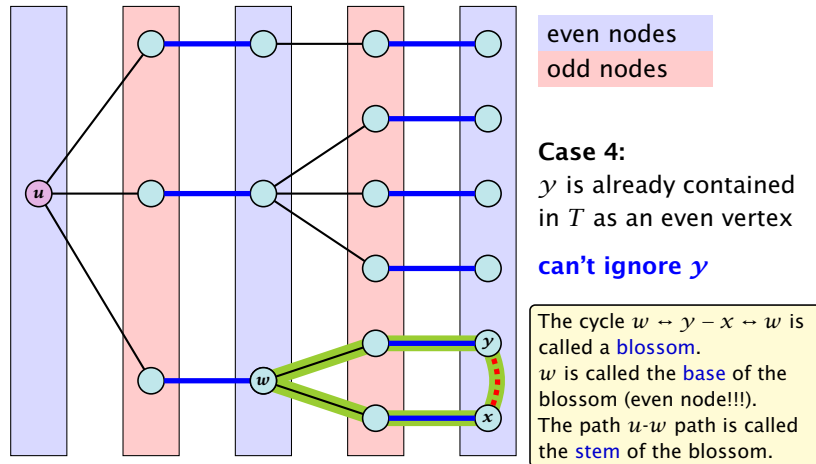 even nodes
odd nodes
u
Case 4:
y is already contained
in T as an even vertex
can't ignore y
w
y
x
The cycle w ↔ y – x ↔ w is
called a blossom.
w is called the base of the
blossom (even node!!!).
The path u-w path is called
the stem of the blossom.